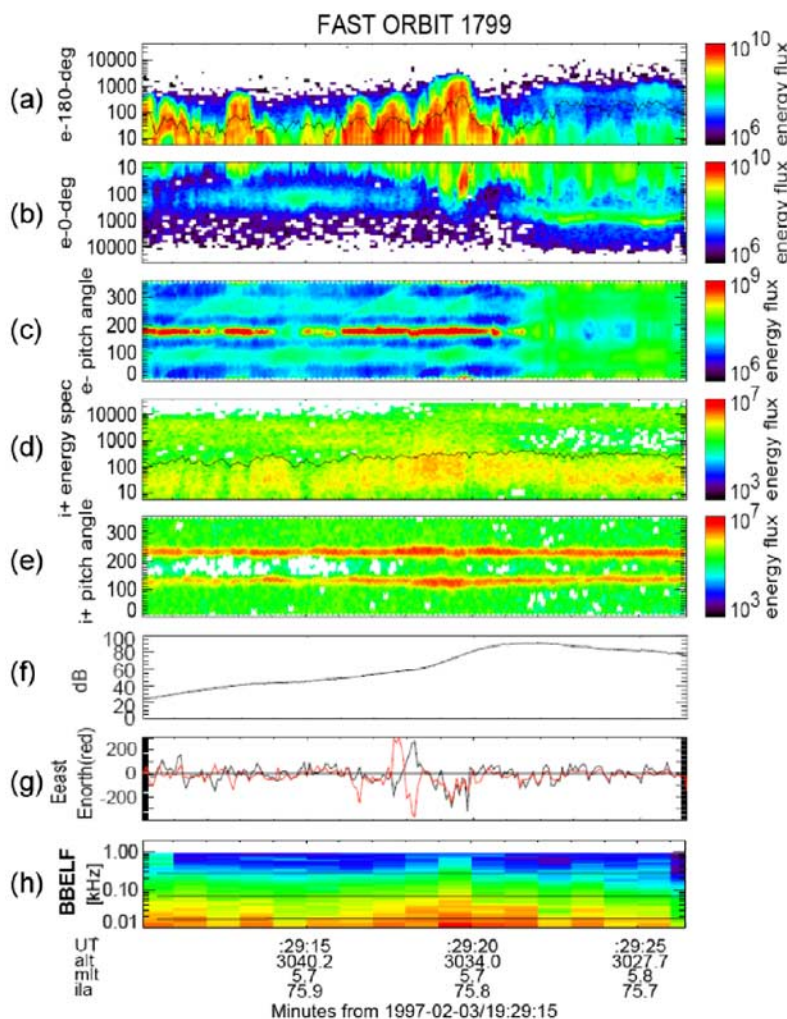 FAST ORBIT 1799
(a)
e-180-deg
10000
1000
100
10
10^10
10^6
energy flux
(b)
e-0-deg
10
100
1000
10000
10^10
10^6
energy flux
(c)
e- pitch angle
300
200
100
0
10^9
10^6
energy flux
(d)
i+ energy spec
10000
1000
100
10
10^7
10^3
energy flux
(e)
i+ pitch angle
300
200
100
0
10^7
10^3
energy flux
(f)
dB
100
80
60
40
20
0
(g)
Eeast
Enorth(red)
200
0
-200
(h)
BBELF
[kHz]
1.00
0.10
0.01
UT :29:15 :29:20 :29:25
alt 3040.2 3034.0 3027.7
mlt 5.7 5.7 5.8
ila 75.9 75.8 75.7
Minutes from 1997-02-03/19:29:15